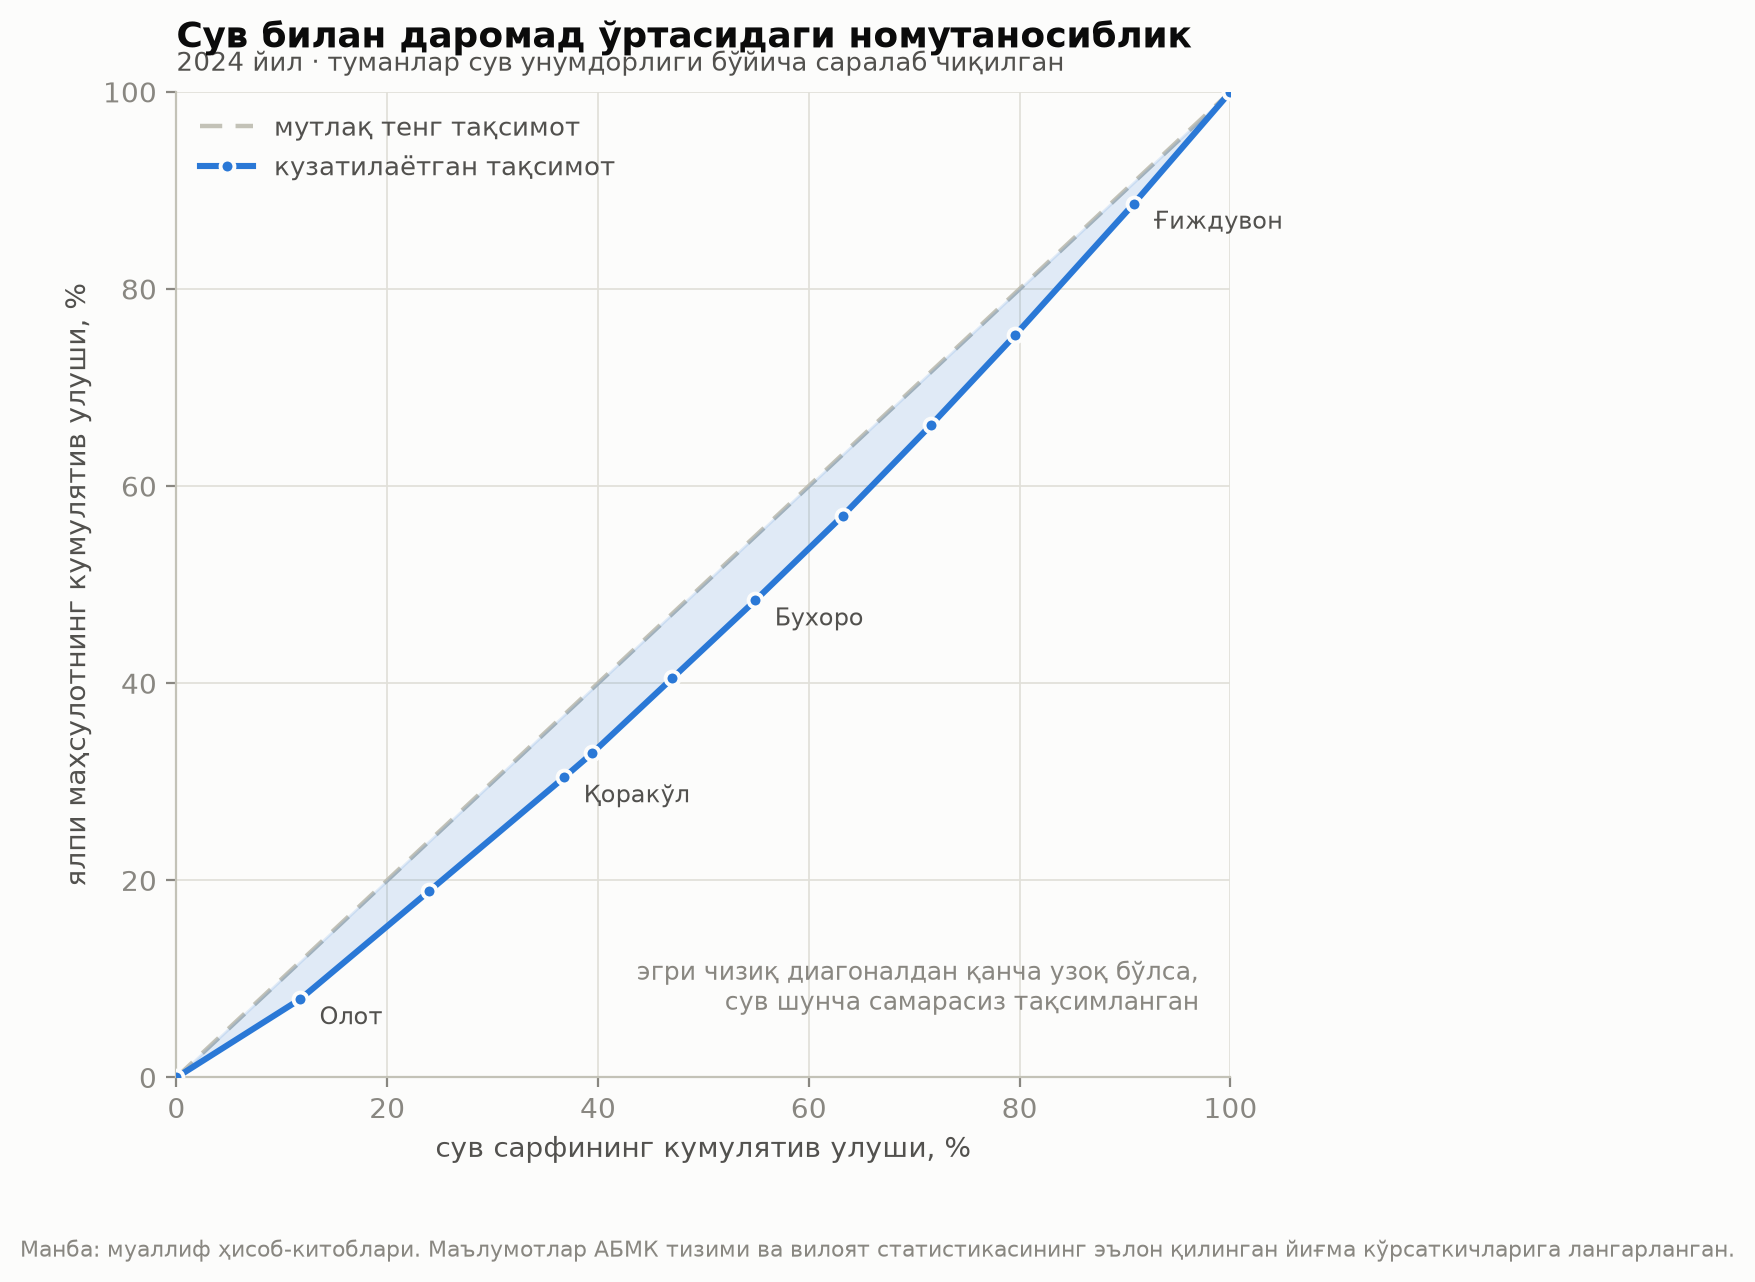 Сув билан даромад ўртасидаги номутаносиблик
2024 йил · туманлар сув унумдорлиги бўйича саралаб чиқилган
мутлақ тенг тақсимот
кузатилаётган тақсимот
ялпи маҳсулотнинг кумулятив улуши, %
100
80
60
40
20
0
Ғиждувон
Бухоро
Қоракўл
Олот
эгри чизиқ диагоналдан қанча узоқ бўлса,
сув шунча самарасиз тақсимланган
0 20 40 60 80 100
сув сарфининг кумулятив улуши, %
Манба: муаллиф ҳисоб-китоблари. Маълумотлар АБМК тизими ва вилоят статистикасининг эълон қилинган йиғма кўрсаткичларига лангарланган.